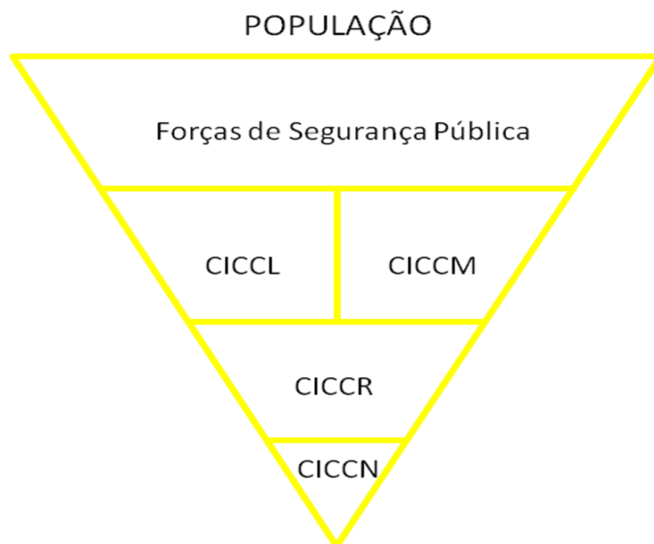 POPULAÇÃO
Forças de Segurança Pública
CICCL
CICCM
CICCR
CICCN